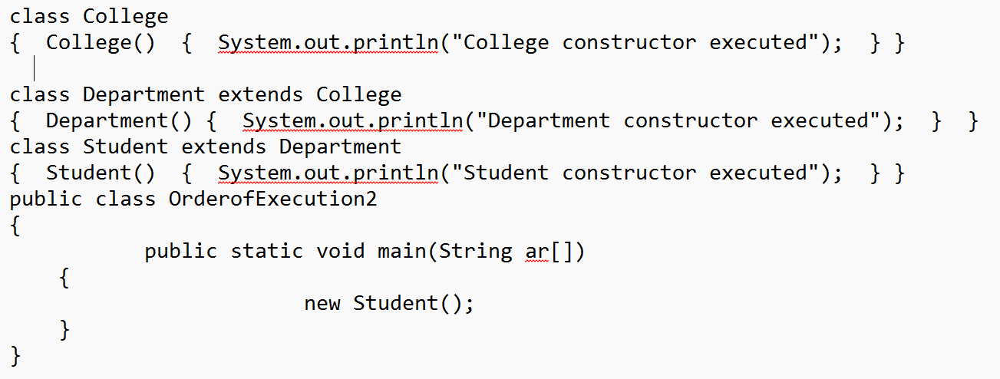 class College
{  College()  {  System.out.println("College constructor executed");  } }
class Department extends College
{  Department() {  System.out.println("Department constructor executed");  }  }
class Student extends Department
{  Student()  {  System.out.println("Student constructor executed");  } }
public class OrderofExecution2
{
           public static void main(String ar[])
    {
                        new Student();
    }
}